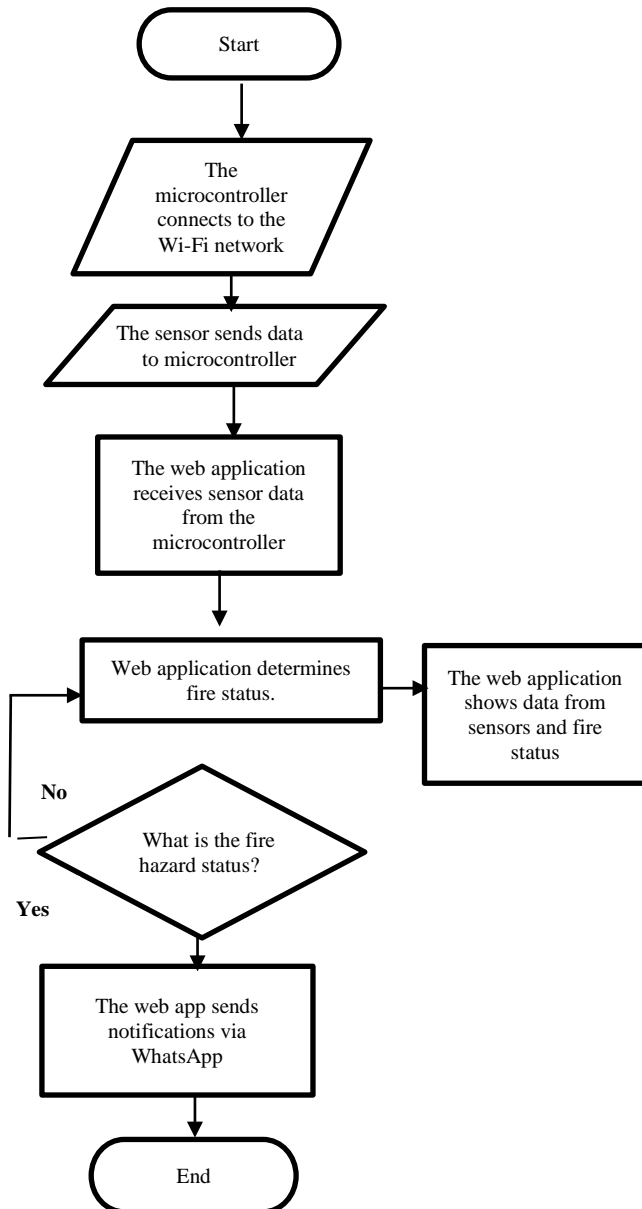 Start
The
microcontroller
connects to the
Wi-Fi network
The sensor sends data
to microcontroller
The web application
receives sensor data
from the
microcontroller
Web application determines
fire status.
The web application
shows data from
sensors and fire
status
No
What is the fire
hazard status?
Yes
The web app sends
notifications via
WhatsApp
End